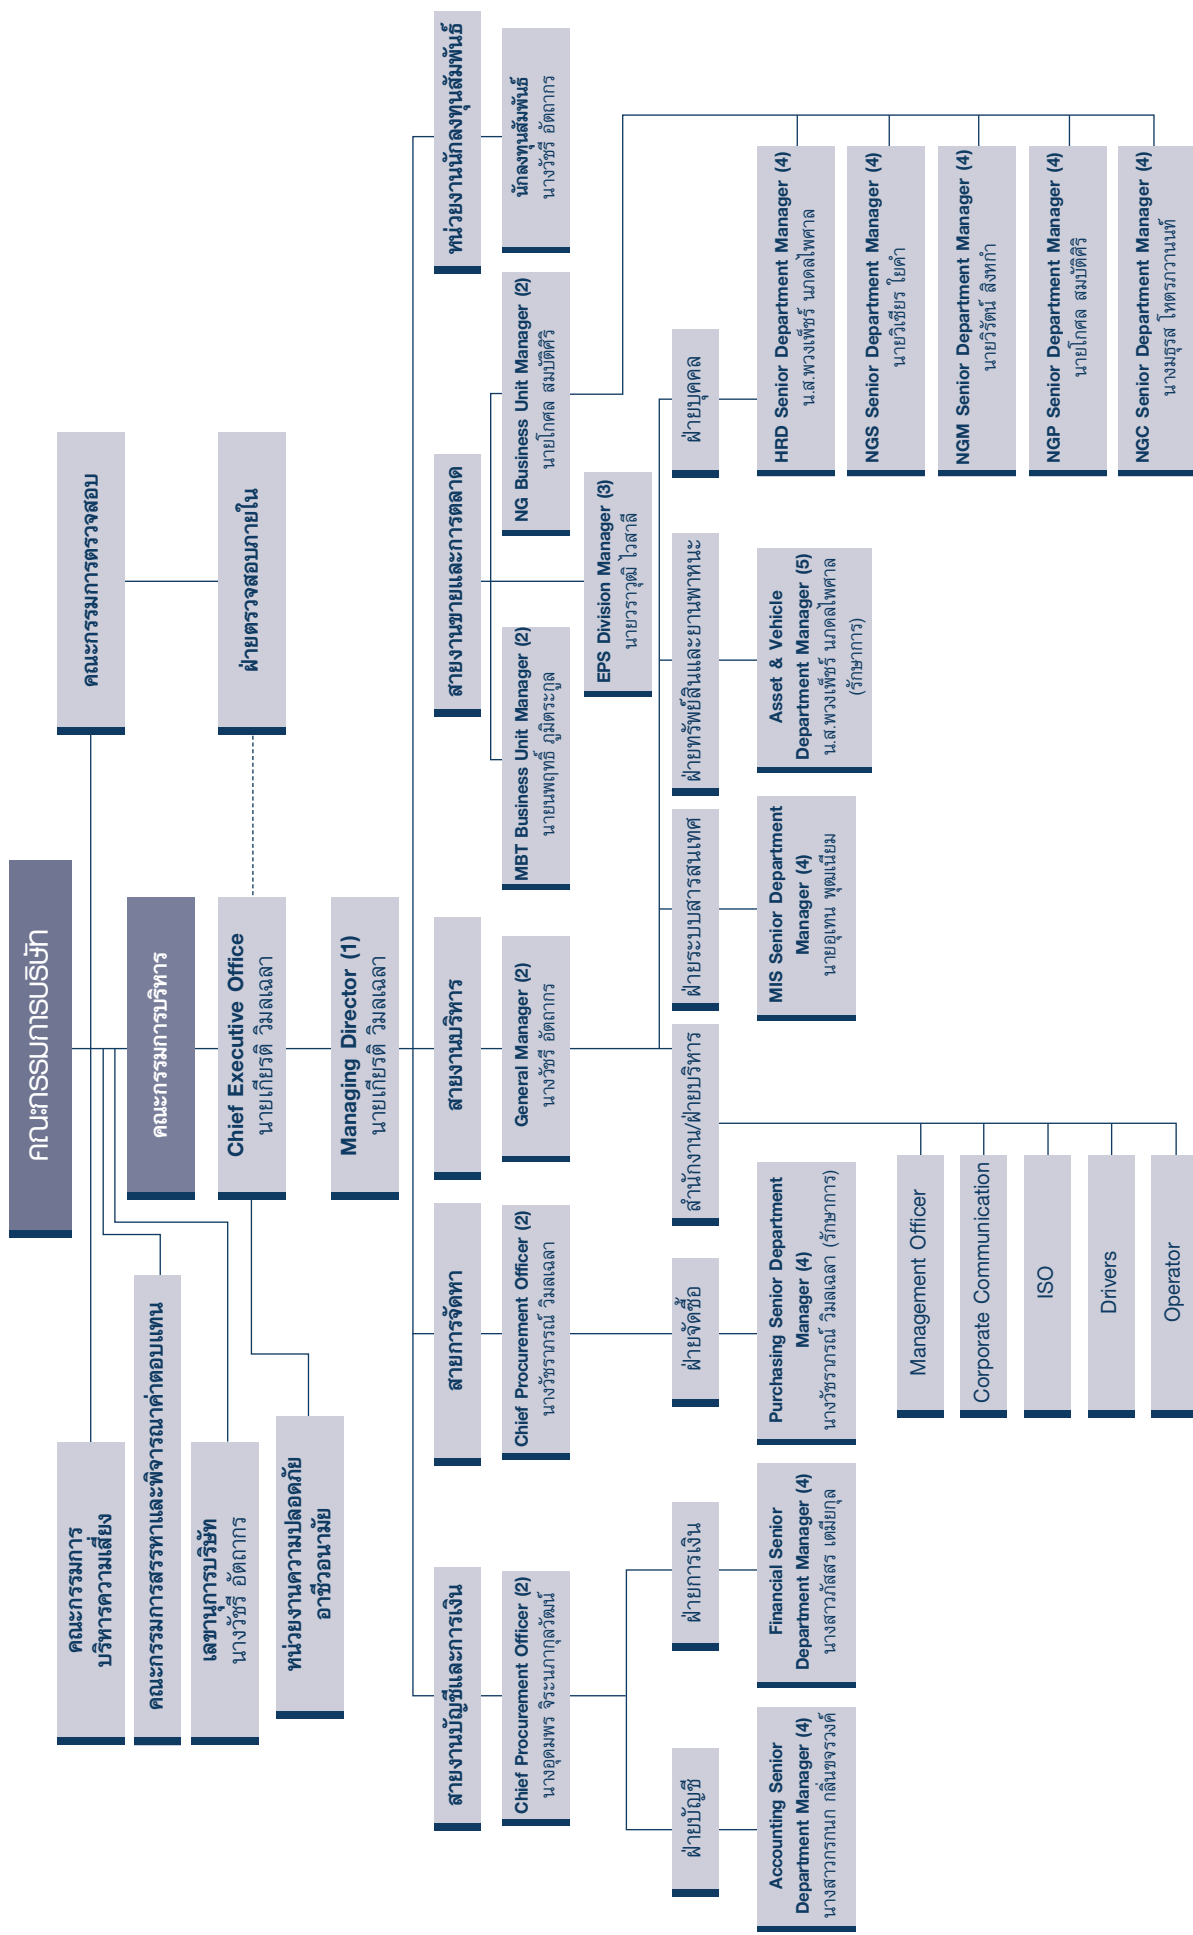 คณะกรรมการบริษัท
คณะกรรมการ
บริหารความเสี่ยง
คณะกรรมการตรวจสอบ
คณะกรรมการสรรหาและพิจารณาค่าตอบแทน
คณะกรรมการบริหาร
เลขานุการบริษัท
นางวัชรี อัตถากร
Chief Executive Office
นายเกียรติ วิมลเฉลา
ฝ่ายตรวจสอบภายใน
หน่วยงานความปลอดภัย
อาชีวอนามัย
Managing Director (1)
นายเกียรติ วิมลเฉลา
สายงานบัญชีและการเงิน
สายการจัดหา
สายงานบริหาร
สายงานขายและการตลาด
หน่วยงานนักลงทุนสัมพันธ์
Chief Procurement Officer (2)
นางอุดมพร จิระนภากุลวัฒน์
Chief Procurement Officer (2)
นางวัชราภรณ์ วิมลเฉลา
General Manager (2)
นางวัชรี อัตถากร
MBT Business Unit Manager (2)
นายนพฤทธิ์ ภูมิตระกูล
NG Business Unit Manager (2)
นายโกศล สมบัติศิริ
นักลงทุนสัมพันธ์
นางวัชรี อัตถากร
EPS Division Manager (3)
นายวราวุฒิ ไวสาลี
ฝ่ายบัญชี
ฝ่ายการเงิน
ฝ่ายจัดซื้อ
สำนักงาน/ฝ่ายบริหาร
ฝ่ายระบบสารสนเทศ
ฝ่ายทรัพย์สินและยานพาหนะ
ฝ่ายบุคคล
Accounting Senior
Department Manager (4)
นางสาวกรกนก กลิ่นขจรวงศ์
Financial Senior
Department Manager (4)
นางสาวภัสสร เตมียกุล
Purchasing Senior Department
Manager (4)
นางวัชราภรณ์ วิมลเฉลา (รักษาการ)
MIS Senior Department
Manager (4)
นายอุเทน พุฒเนียม
Asset & Vehicle
Department Manager (5)
น.ส.พวงเพ็ชร์ นภดลไพศาล
(รักษาการ)
HRD Senior Department Manager (4)
น.ส.พวงเพ็ชร์ นภดลไพศาล
NGS Senior Department Manager (4)
นายวิเชียร ใยคำ
NGM Senior Department Manager (4)
นายวิรัตน์ สิงหกำ
NGP Senior Department Manager (4)
นายโกศล สมบัติศิริ
NGC Senior Department Manager (4)
นางมธุรส โหตรภวานนท์
Management Officer
Corporate Communication
ISO
Drivers
Operator